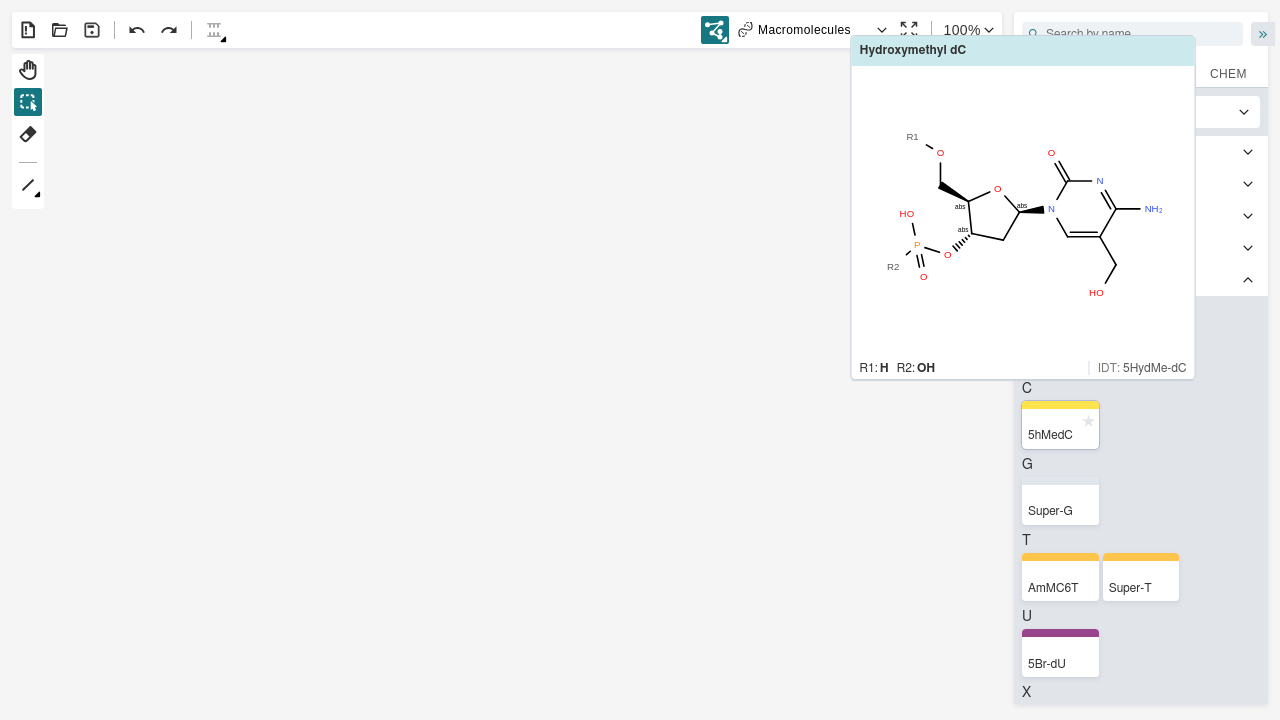 Macromolecules
100%
Search by name
Hydroxymethyl dC
CHEM
R1
O
O
O
abs
abs
abs
N
N
NH₂
HO
P
O
O
R2
HO
R1: H R2: OH
IDT: 5HydMe-dC
C
5hMedC
G
Super-G
T
AmMC6T
Super-T
U
5Br-dU
X